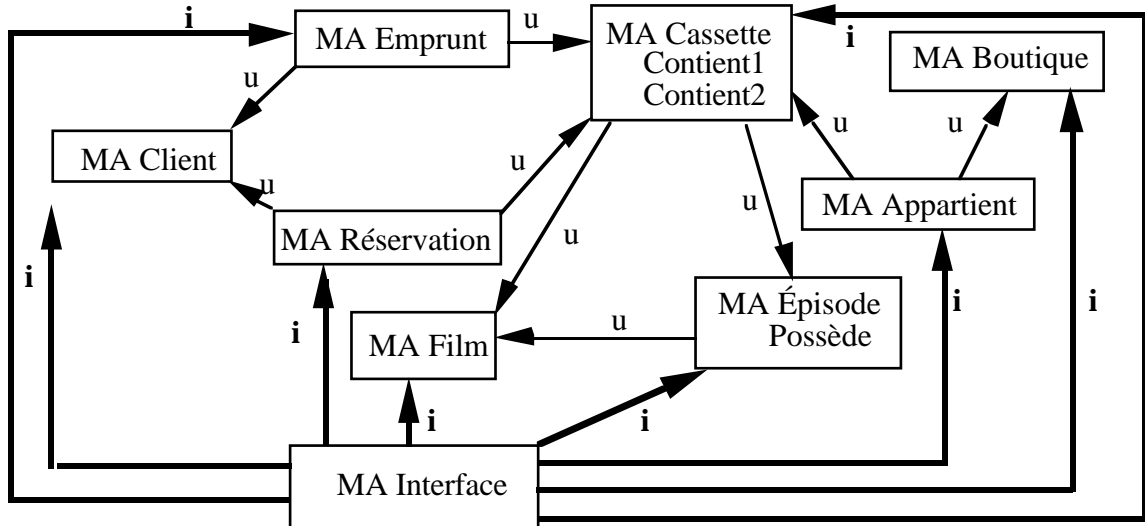 i
MA Emprunt
u
MA Cassette
Contient1
Contient2
i
MA Boutique
u
u
u
MA Client
u
u
MA Appartient
u
MA Réservation
u
i
i
MA Épisode
Possède
i
i
u
MA Film
i
i
MA Interface